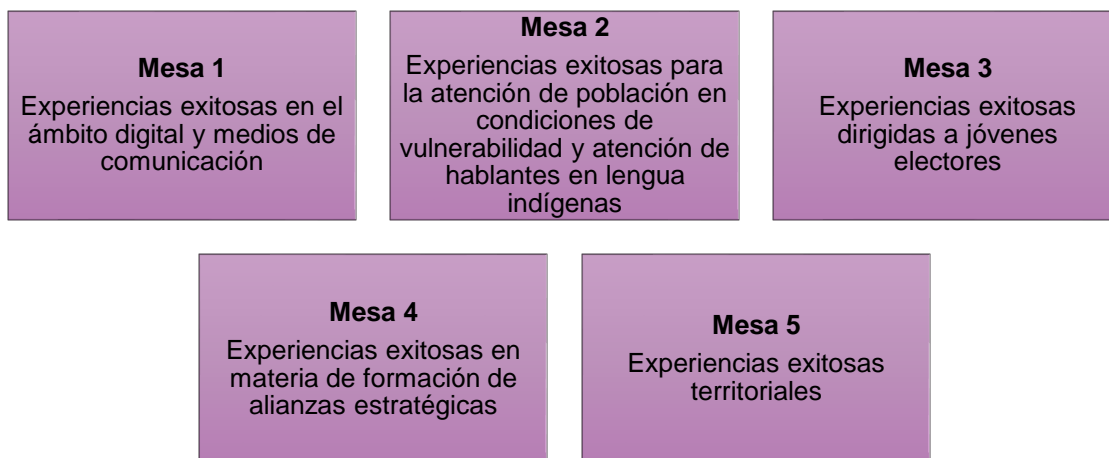 Mesa 1
Experiencias exitosas en el
ámbito digital y medios de
comunicación
Mesa 2
Experiencias exitosas para
la atención de población en
condiciones de
vulnerabilidad y atención de
hablantes en lengua
indígenas
Mesa 3
Experiencias exitosas
dirigidas a jóvenes
electores
Mesa 4
Experiencias exitosas en
materia de formación de
alianzas estratégicas
Mesa 5
Experiencias exitosas
territoriales